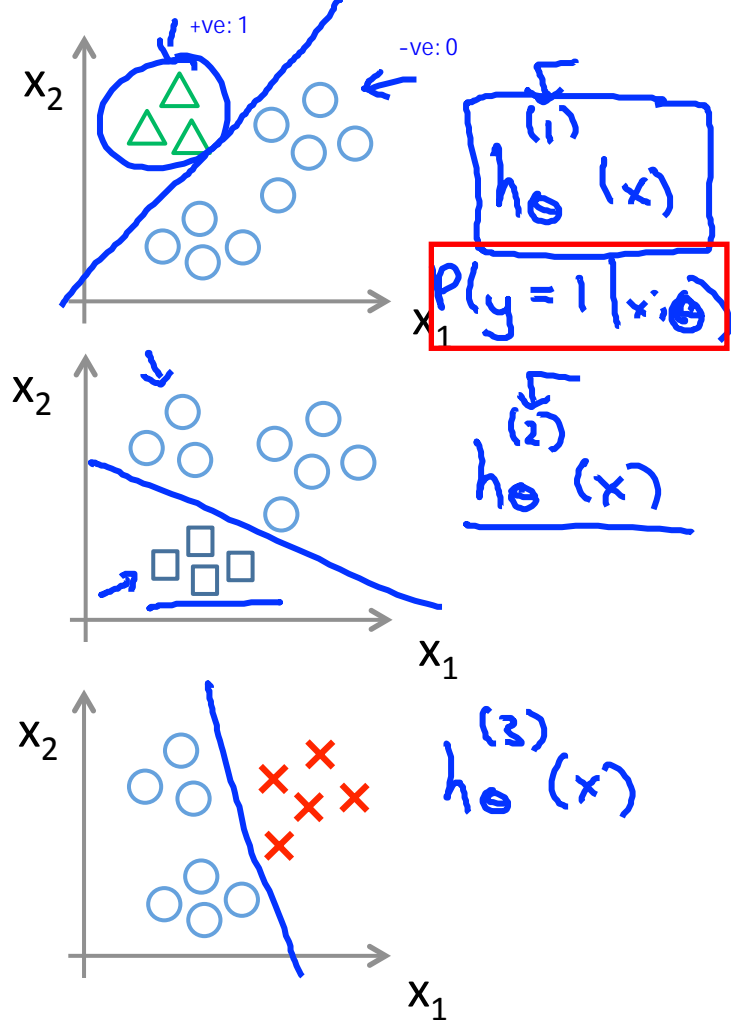 +ve: 1
-ve: 0
x₂
(1)
hθ (x)
P(y = 1 | x; θ)
x₁
x₂
(2)
hθ (x)
x₁
x₂
(3)
hθ (x)
x₁